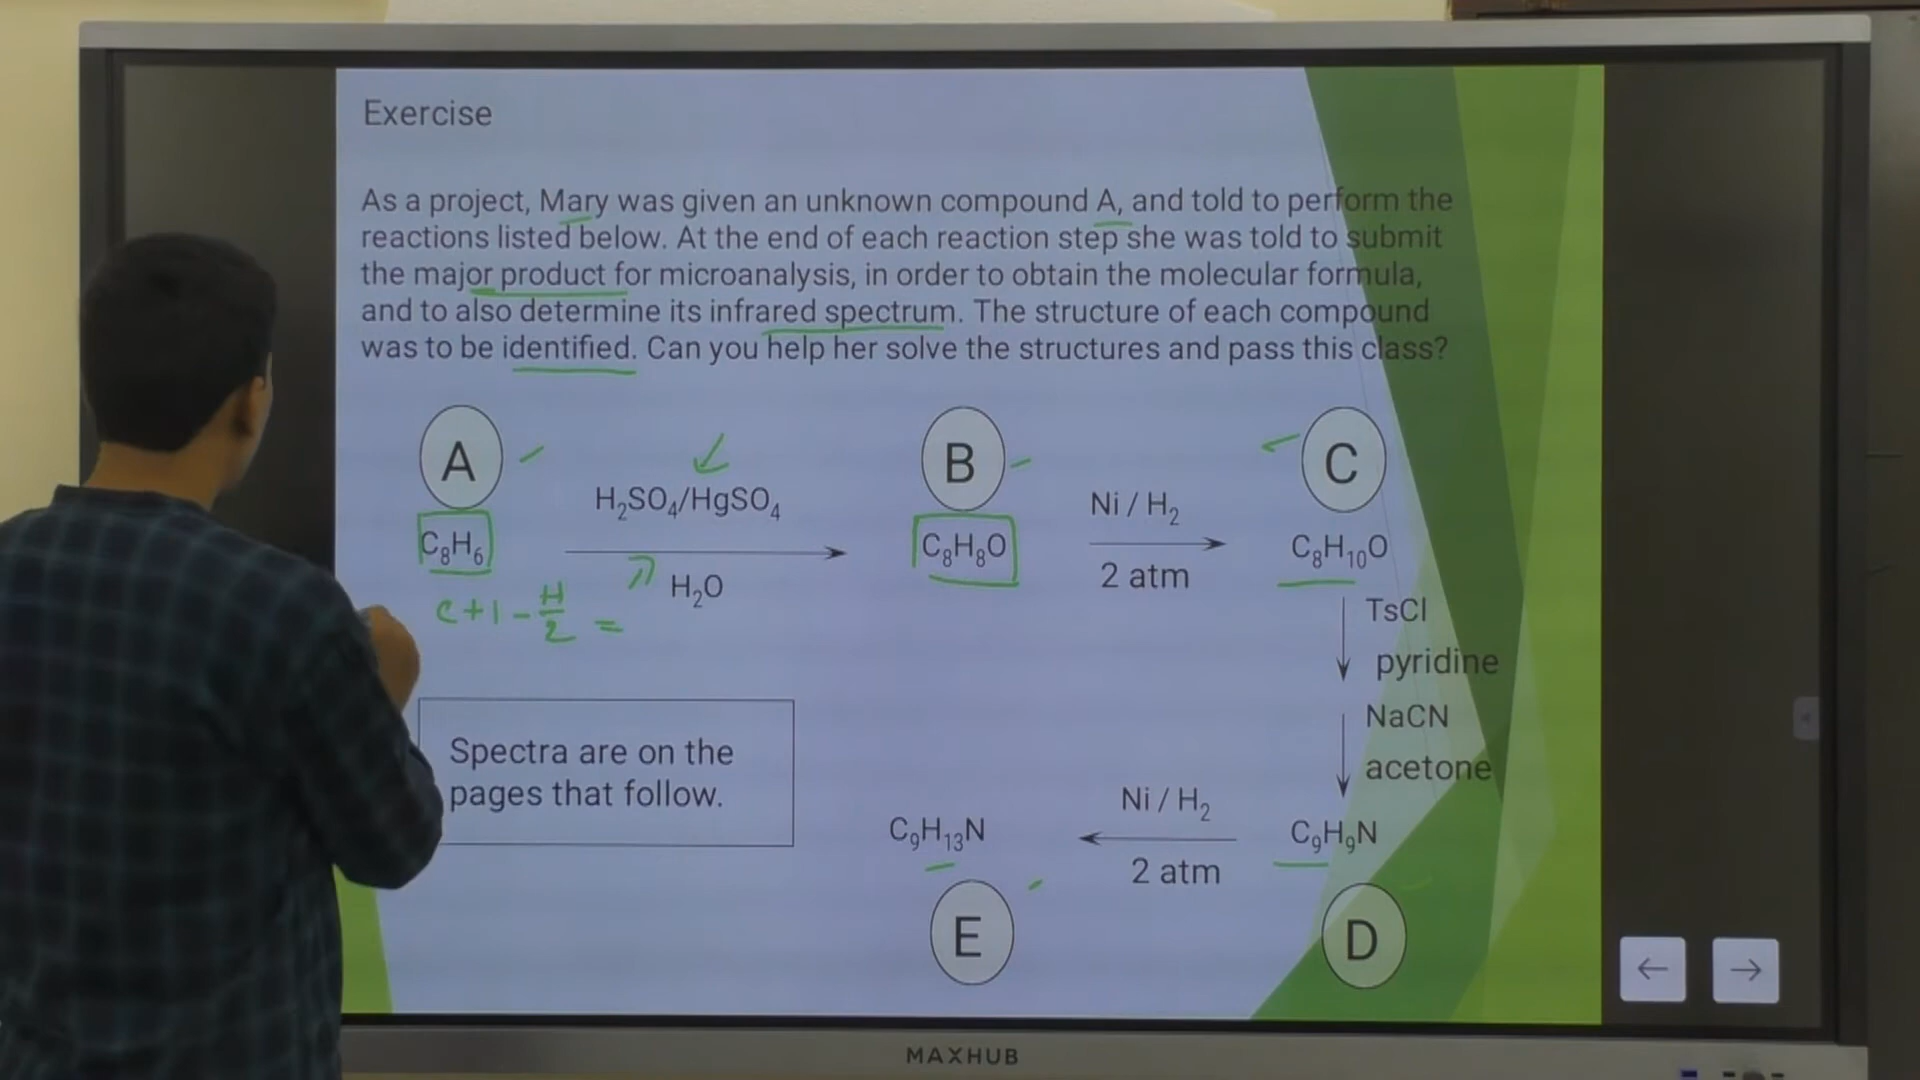 Exercise
As a project, Mary was given an unknown compound A, and told to perform the
reactions listed below. At the end of each reaction step she was told to submit
the major product for microanalysis, in order to obtain the molecular formula,
and to also determine its infrared spectrum. The structure of each compound
was to be identified. Can you help her solve the structures and pass this class?
A
B
C
H₂SO₄/HgSO₄
Ni / H₂
C₈H₆
C₈H₈O
C₈H₁₀O
H₂O
2 atm
C+1-H/2 =
TsCl
pyridine
NaCN
acetone
Spectra are on the
pages that follow.
Ni / H₂
C₉H₁₃N
C₉H₉N
2 atm
E
D
MAXHUB